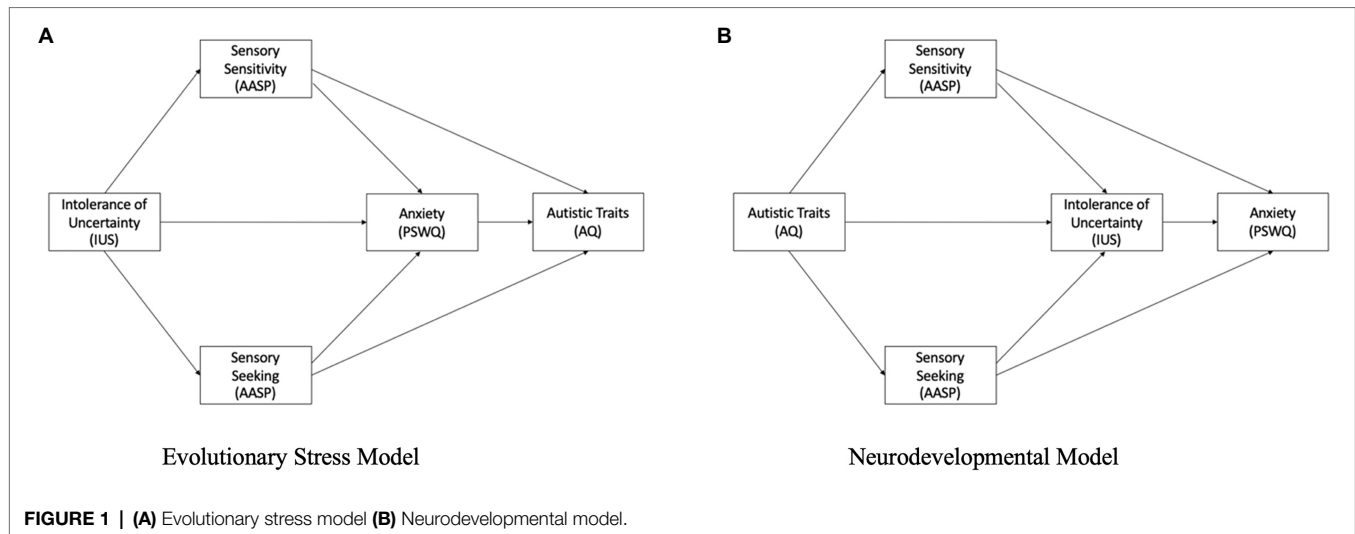 A
Sensory
Sensitivity
(AASP)
Intolerance of
Uncertainty
(IUS)
Anxiety
(PSWQ)
Autistic Traits
(AQ)
Sensory
Seeking
(AASP)
Evolutionary Stress Model
B
Sensory
Sensitivity
(AASP)
Autistic Traits
(AQ)
Intolerance of
Uncertainty
(IUS)
Anxiety
(PSWQ)
Sensory
Seeking
(AASP)
Neurodevelopmental Model
FIGURE 1 | (A) Evolutionary stress model (B) Neurodevelopmental model.